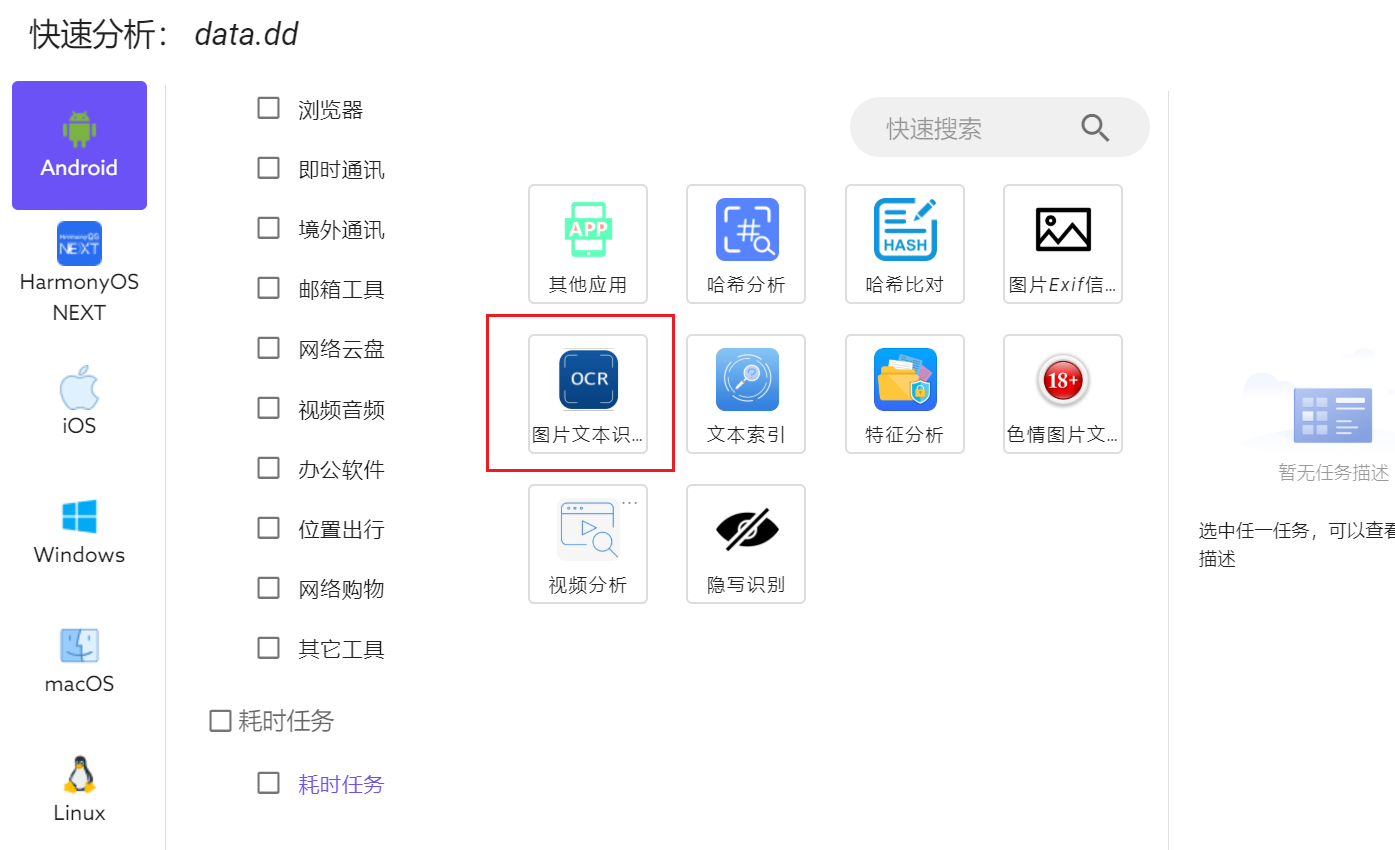 快速分析： data.dd
Android
HarmonyOS
NEXT
HarmonyOS
NEXT
iOS
Windows
macOS
Linux
浏览器
即时通讯
境外通讯
邮箱工具
网络云盘
视频音频
办公软件
位置出行
网络购物
其它工具
耗时任务
耗时任务
快速搜索
APP
其他应用
#
哈希分析
HASH
哈希比对
图片Exif信...
OCR
图片文本识...
文本索引
特征分析
18+
色情图片文...
...
视频分析
隐写识别
暂无任务描述
选中任一任务，可以查看
描述